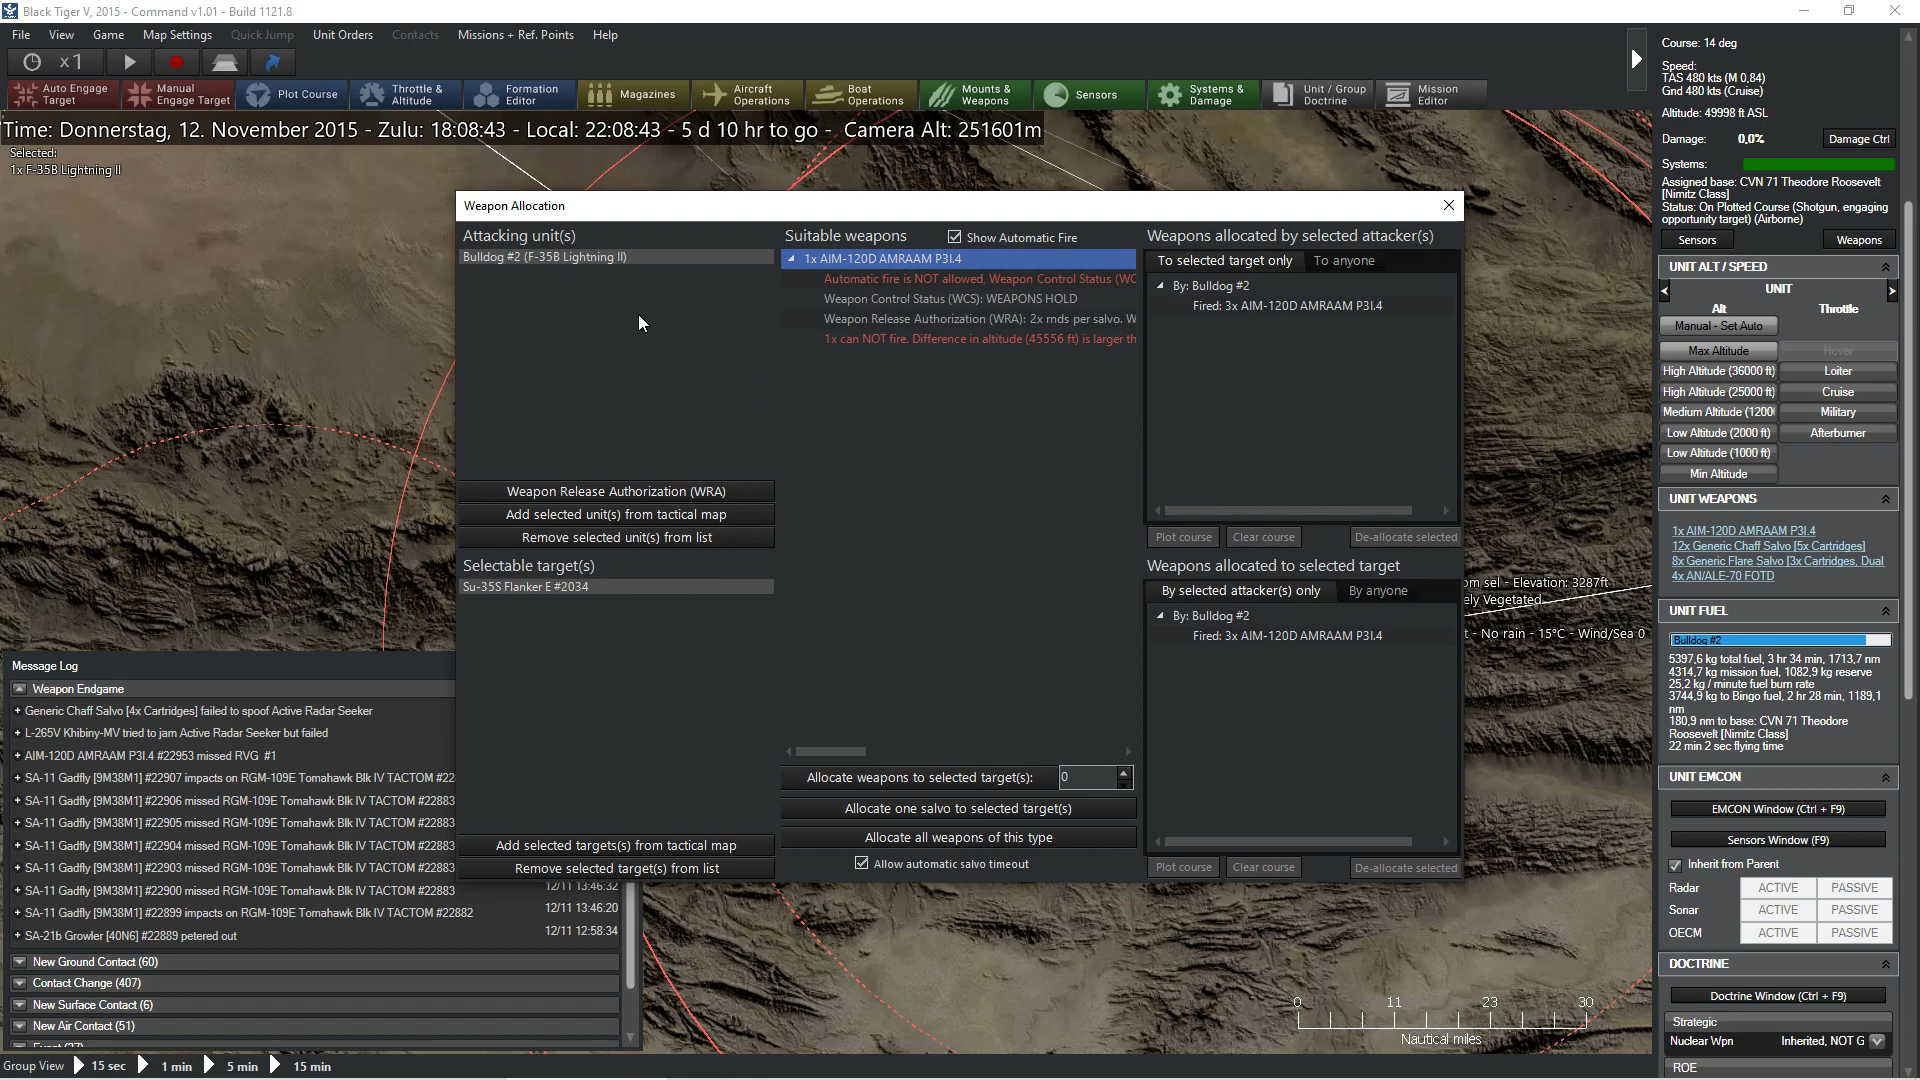 Black Tiger V, 2015 - Command v1.01 - Build 1121.8
File View Game Map Settings Quick Jump Unit Orders Contacts Missions + Ref. Points Help
x1
Auto Engage Target
Manual Engage Target
Plot Course
Throttle & Altitude
Formation Editor
Magazines
Aircraft Operations
Boat Operations
Mounts & Weapons
Sensors
Systems & Damage
Unit / Group Doctrine
Mission Editor
Time: Donnerstag, 12. November 2015 - Zulu: 18:08:43 - Local: 22:08:43 - 5 d 10 hr to go - Camera Alt: 251601m
Selected:
1x F-35B Lightning II
Weapon Allocation
Attacking unit(s)
Bulldog #2 (F-35B Lightning II)
Weapon Release Authorization (WRA)
Add selected unit(s) from tactical map
Remove selected unit(s) from list
Selectable target(s)
Su-35S Flanker E #2034
Add selected targets(s) from tactical map
Remove selected target(s) from list
Suitable weapons
Show Automatic Fire
1x AIM-120D AMRAAM P3I.4
Automatic fire is NOT allowed, Weapon Control Status (WC
Weapon Control Status (WCS): WEAPONS HOLD
Weapon Release Authorization (WRA): 2x rnds per salvo. W
1x can NOT fire. Difference in altitude (45556 ft) is larger th
Allocate weapons to selected target(s): 0
Allocate one salvo to selected target(s)
Allocate all weapons of this type
Allow automatic salvo timeout
Weapons allocated by selected attacker(s)
To selected target only To anyone
By: Bulldog #2
Fired: 3x AIM-120D AMRAAM P3I.4
Plot course Clear course De-allocate selected
Weapons allocated to selected target
By selected attacker(s) only By anyone
By: Bulldog #2
Fired: 3x AIM-120D AMRAAM P3I.4
Plot course Clear course De-allocate selected
om sel - Elevation: 3287ft
ely Vegetated
t - No rain - 15°C - Wind/Sea 0
Message Log
Weapon Endgame
+ Generic Chaff Salvo [4x Cartridges] failed to spoof Active Radar Seeker
+ L-265V Khibiny-MV tried to jam Active Radar Seeker but failed
+ AIM-120D AMRAAM P3I.4 #22953 missed RVG #1
+ SA-11 Gadfly [9M38M1] #22907 impacts on RGM-109E Tomahawk Blk IV TACTOM #22
+ SA-11 Gadfly [9M38M1] #22906 missed RGM-109E Tomahawk Blk IV TACTOM #22883
+ SA-11 Gadfly [9M38M1] #22905 missed RGM-109E Tomahawk Blk IV TACTOM #22883
+ SA-11 Gadfly [9M38M1] #22904 missed RGM-109E Tomahawk Blk IV TACTOM #22883
+ SA-11 Gadfly [9M38M1] #22903 missed RGM-109E Tomahawk Blk IV TACTOM #22883
+ SA-11 Gadfly [9M38M1] #22900 missed RGM-109E Tomahawk Blk IV TACTOM #22883 12/11 13:46:32
+ SA-11 Gadfly [9M38M1] #22899 impacts on RGM-109E Tomahawk Blk IV TACTOM #22882 12/11 13:46:20
+ SA-21b Growler [40N6] #22889 petered out 12/11 12:58:34
New Ground Contact (60)
Contact Change (407)
New Surface Contact (6)
New Air Contact (51)
Group View 15 sec 1 min 5 min 15 min
0 11 23 30
Nautical miles
Course: 14 deg
Speed:
TAS 480 kts (M 0,84)
Gnd 480 kts (Cruise)
Altitude: 49998 ft ASL
Damage: 0,0% Damage Ctrl
Systems:
Assigned base: CVN 71 Theodore Roosevelt
[Nimitz Class]
Status: On Plotted Course (Shotgun, engaging
opportunity target) (Airborne)
Sensors Weapons
UNIT ALT / SPEED
< UNIT >
Alt Throttle
Manual - Set Auto
Max Altitude Hover
High Altitude (36000 ft) Loiter
High Altitude (25000 ft) Cruise
Medium Altitude (1200 Military
Low Altitude (2000 ft) Afterburner
Low Altitude (1000 ft)
Min Altitude
UNIT WEAPONS
1x AIM-120D AMRAAM P3I.4
12x Generic Chaff Salvo [5x Cartridges]
8x Generic Flare Salvo [3x Cartridges, Dual
4x AN/ALE-70 FOTD
UNIT FUEL
Bulldog #2
5397,6 kg total fuel, 3 hr 34 min, 1713,7 nm
4314,7 kg mission fuel, 1082,9 kg reserve
25,2 kg / minute fuel burn rate
3744,9 kg to Bingo fuel, 2 hr 28 min, 1189,1
nm
180,9 nm to base: CVN 71 Theodore
Roosevelt [Nimitz Class]
22 min 2 sec flying time
UNIT EMCON
EMCON Window (Ctrl + F9)
Sensors Window (F9)
Inherit from Parent
Radar ACTIVE PASSIVE
Sonar ACTIVE PASSIVE
OECM ACTIVE PASSIVE
DOCTRINE
Doctrine Window (Ctrl + F9)
Strategic
Nuclear Wpn Inherited, NOT G
ROE